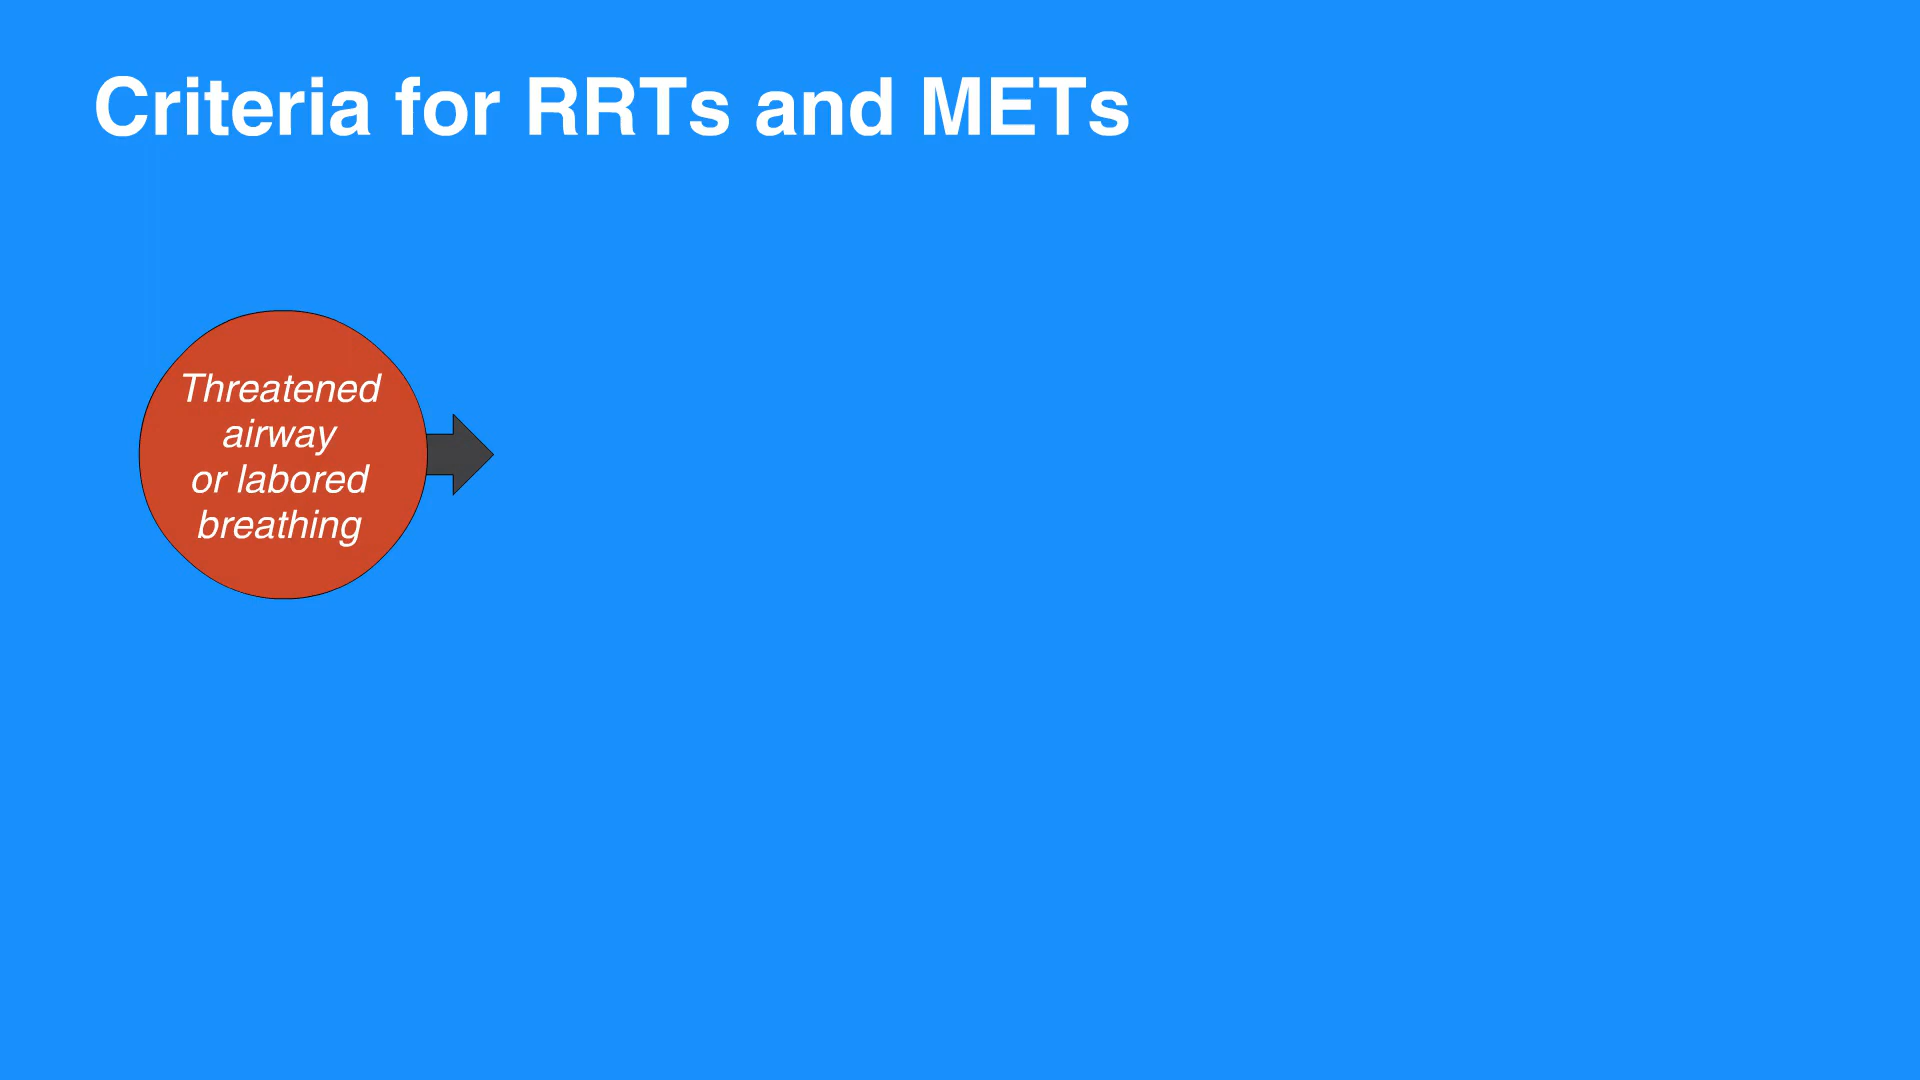 Criteria for RRTs and METs
Threatened
airway
or labored
breathing